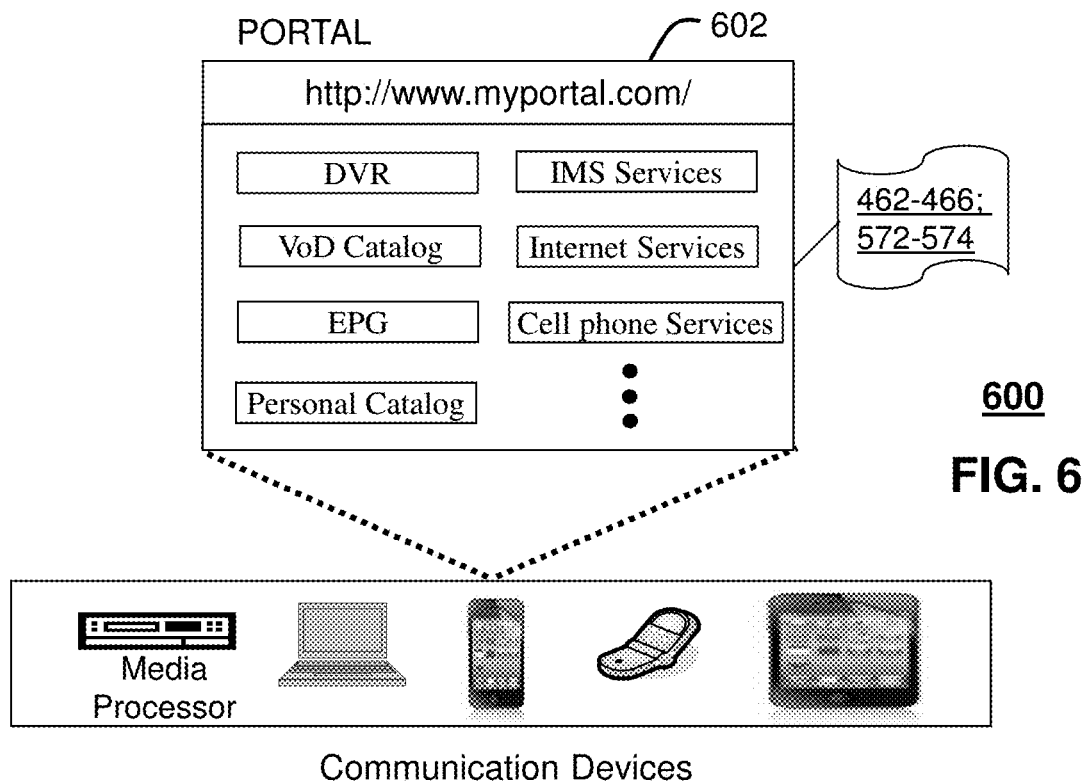 PORTAL
602
http://www.myportal.com/
DVR
IMS Services
VoD Catalog
Internet Services
EPG
Cell phone Services
Personal Catalog
462-466;
572-574
600
FIG. 6
Media
Processor
Communication Devices